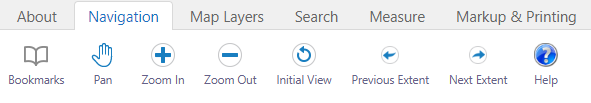 About Navigation Map Layers Search Measure Markup & Printing
Bookmarks Pan Zoom In Zoom Out Initial View Previous Extent Next Extent Help